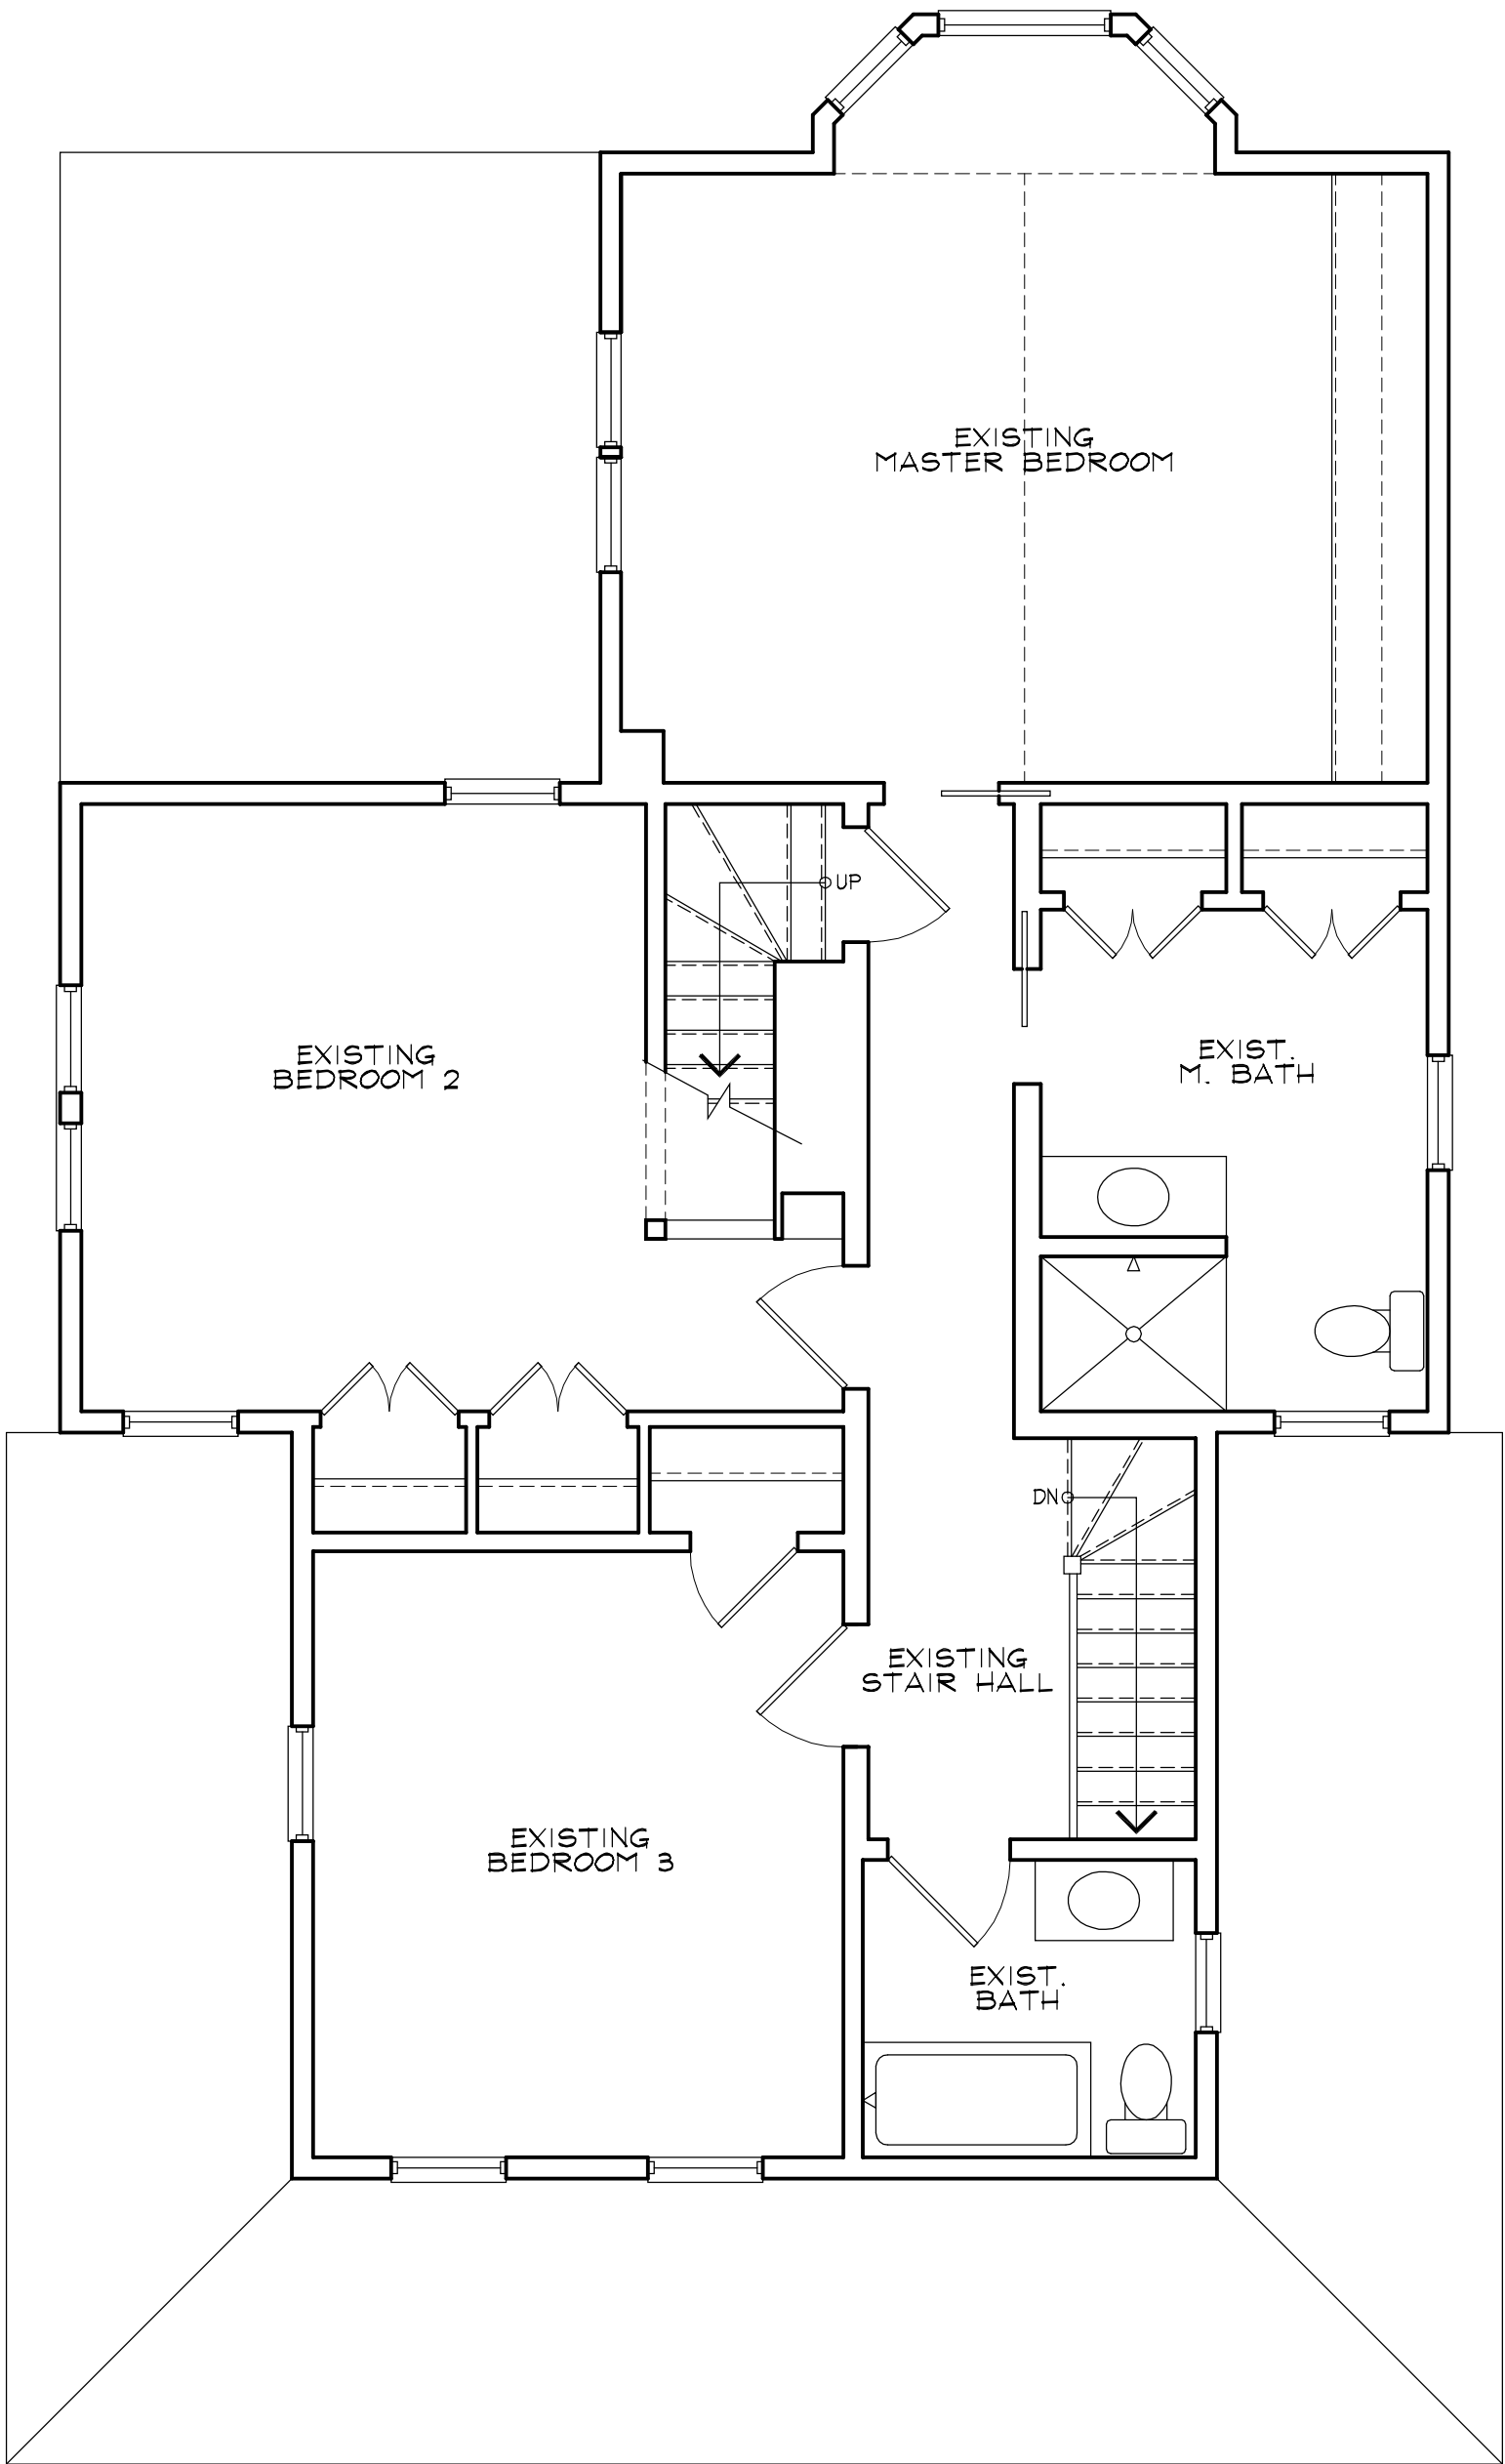 EXISTING
MASTER BEDROOM
UP
EXISTING
BEDROOM 2
EXIST.
M. BATH
DN
EXISTING
STAIR HALL
EXISTING
BEDROOM 3
EXIST.
BATH